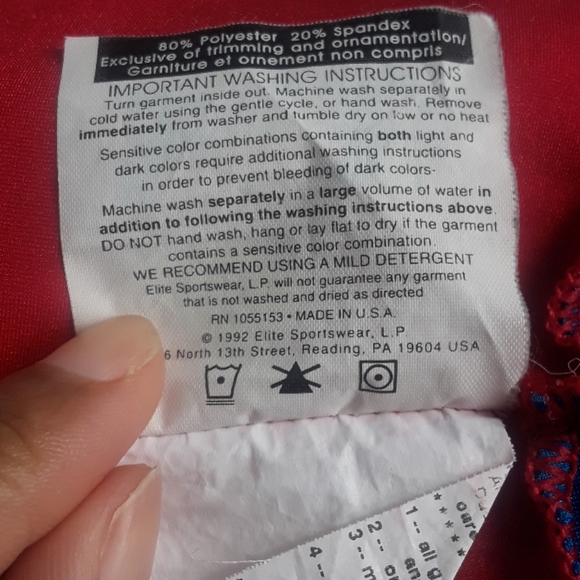 80% Polyester 20% Spandex
Exclusive of trimming and ornamentation/
Garniture et ornement non compris
IMPORTANT WASHING INSTRUCTIONS
Turn garment inside out. Machine wash separately in
cold water using the gentle cycle, or hand wash. Remove
immediately from washer and tumble dry on low or no heat
Sensitive color combinations containing both light and
dark colors require additional washing instructions
in order to prevent bleeding of dark colors-
Machine wash separately in a large volume of water in
addition to following the washing instructions above.
DO NOT hand wash, hang or lay flat to dry if the garment
contains a sensitive color combination.
WE RECOMMEND USING A MILD DETERGENT
Elite Sportswear, L.P. will not guarantee any garment
that is not washed and dried as directed
RN 1055153 • MADE IN U.S.A.
© 1992 Elite Sportswear, L.P.
6 North 13th Street, Reading, PA 19604 USA
*****
1 -- all g
2 -- 
3 -- 
4 --